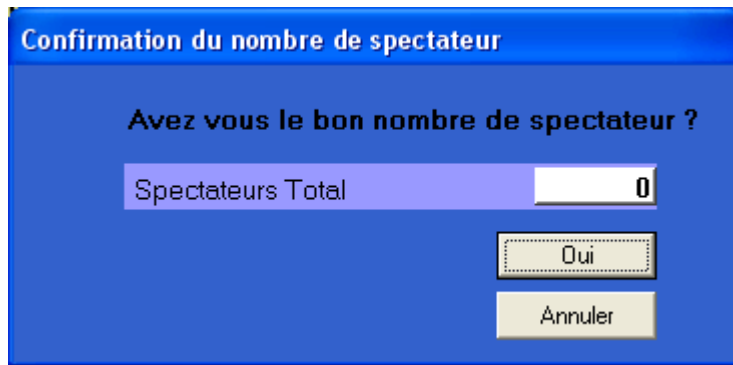 Confirmation du nombre de spectateur
Avez vous le bon nombre de spectateur ?
Spectateurs Total 0
Oui
Annuler